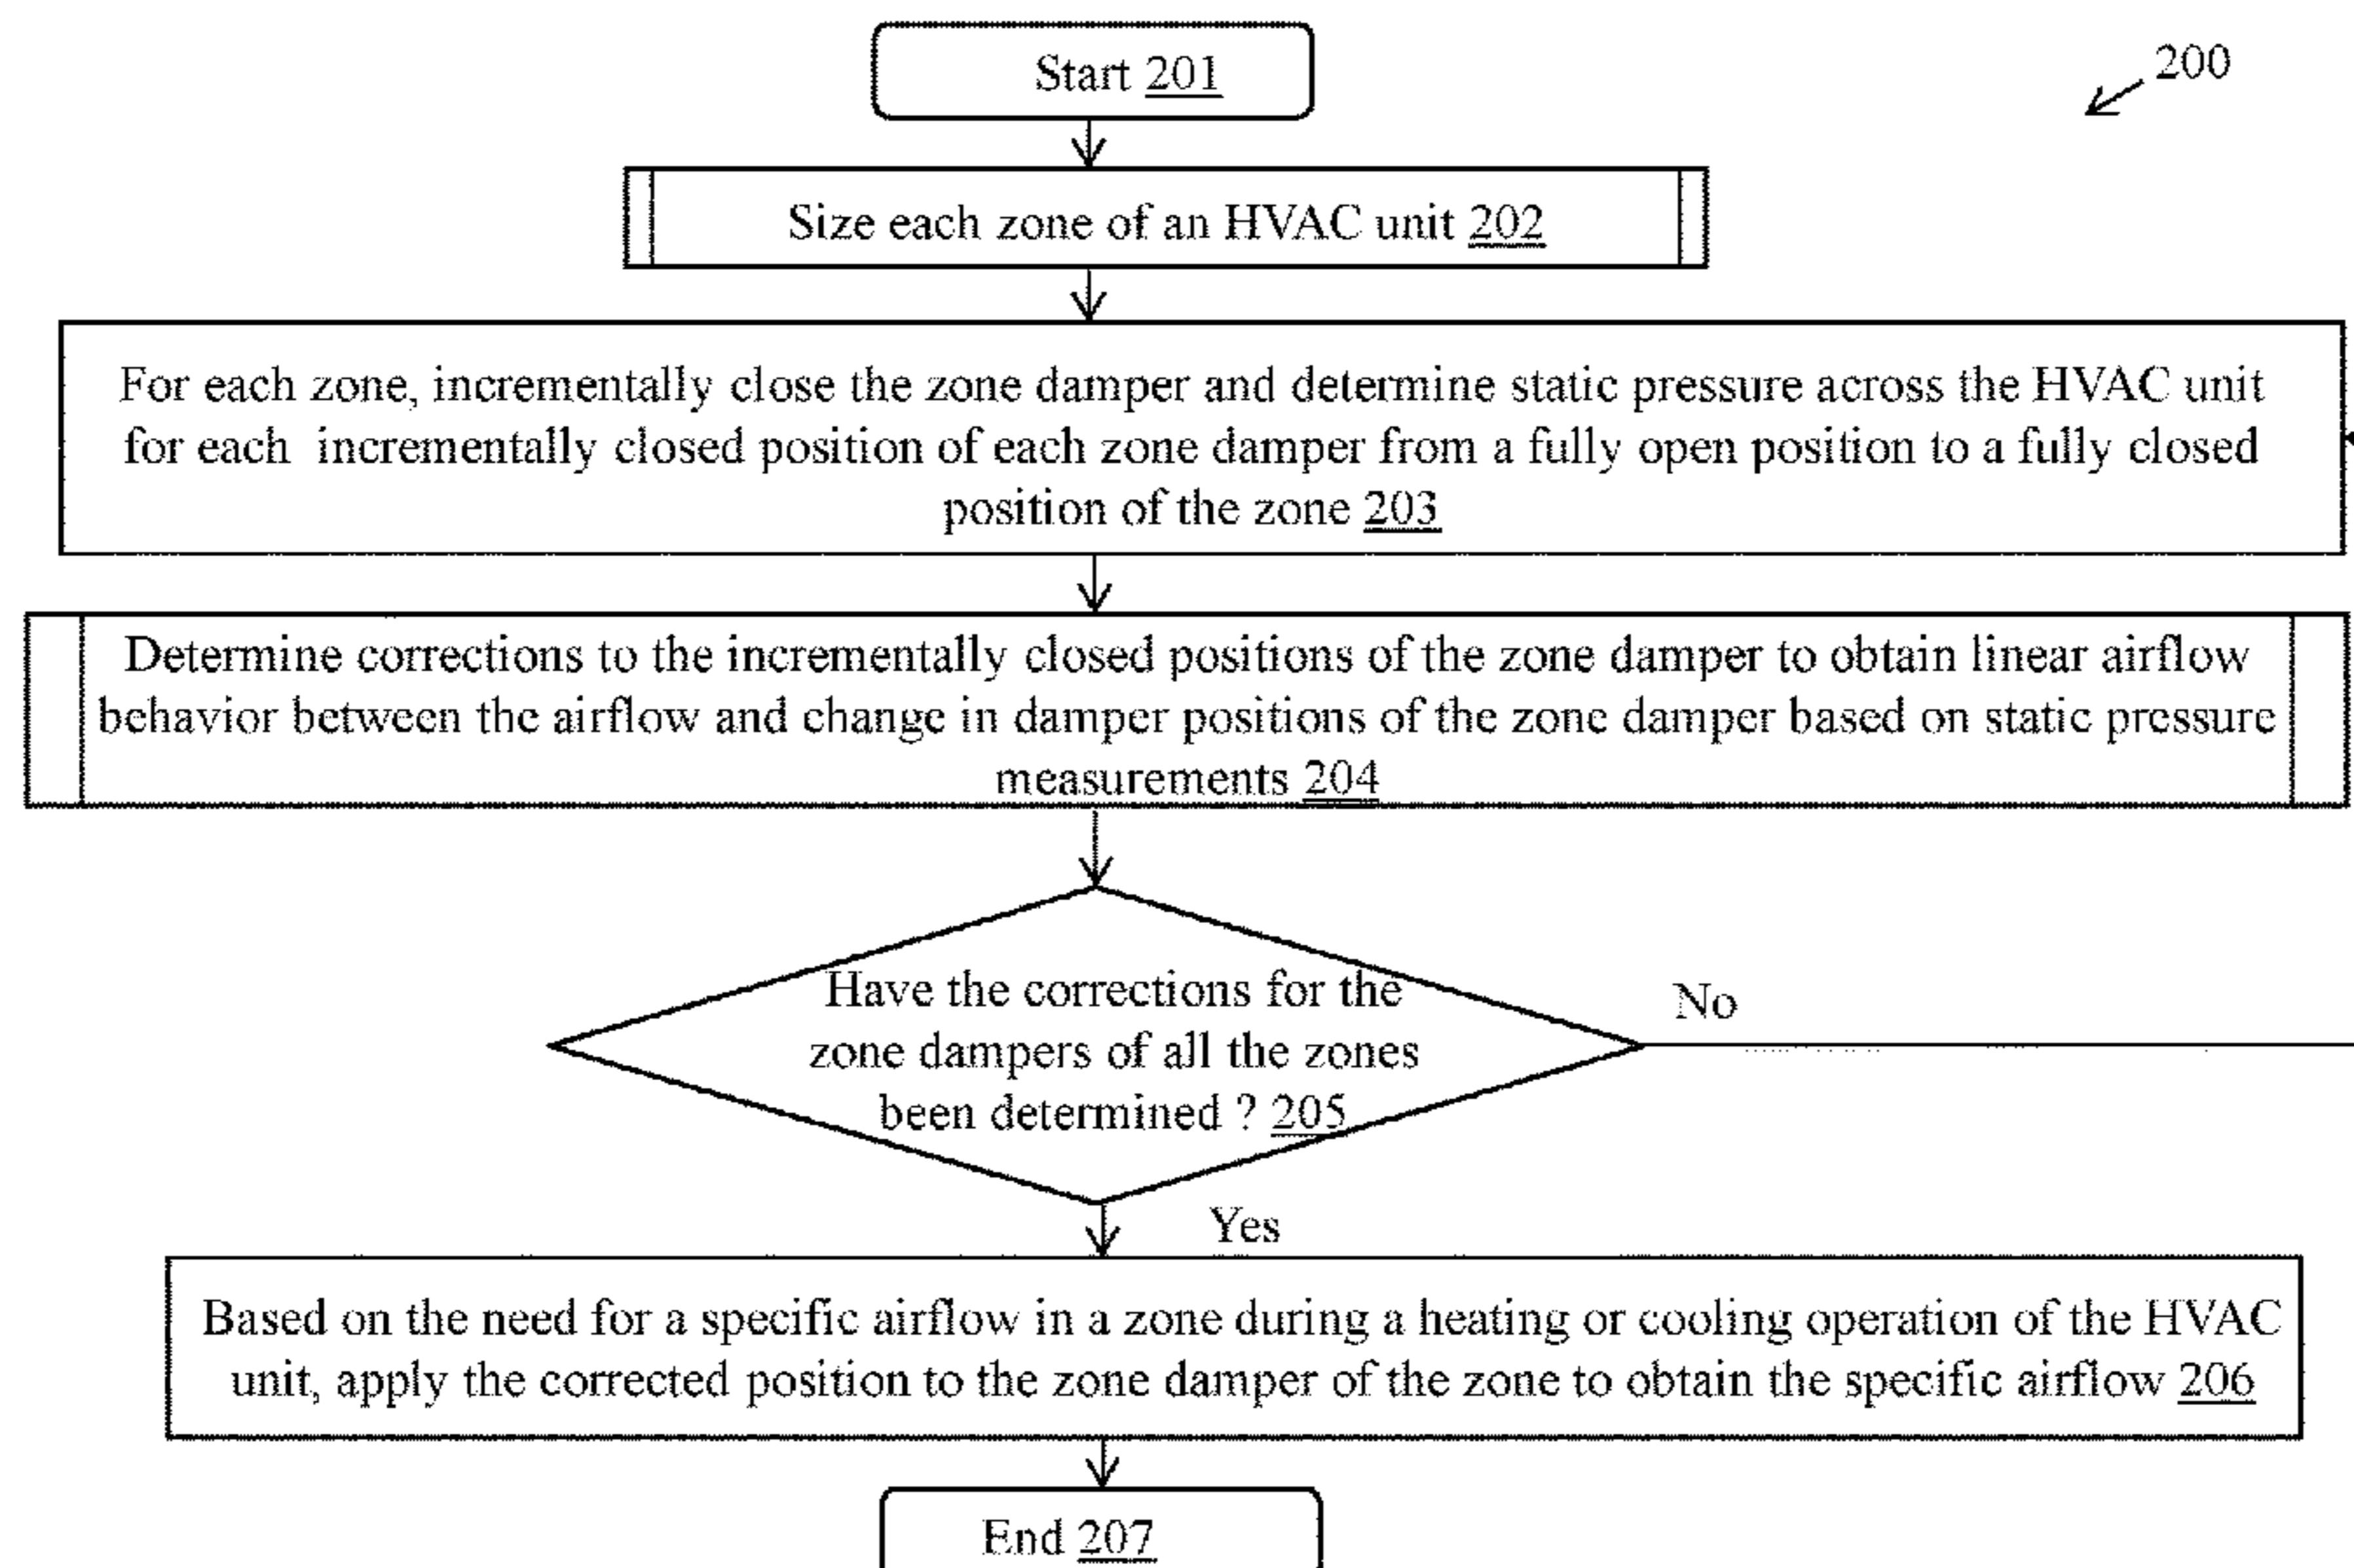 Start 201
200
Size each zone of an HVAC unit 202
For each zone, incrementally close the zone damper and determine static pressure across the HVAC unit
for each incrementally closed position of each zone damper from a fully open position to a fully closed
position of the zone 203
Determine corrections to the incrementally closed positions of the zone damper to obtain linear airflow
behavior between the airflow and change in damper positions of the zone damper based on static pressure
measurements 204
Have the corrections for the
zone dampers of all the zones
been determined ? 205
No
Yes
Based on the need for a specific airflow in a zone during a heating or cooling operation of the HVAC
unit, apply the corrected position to the zone damper of the zone to obtain the specific airflow 206
End 207